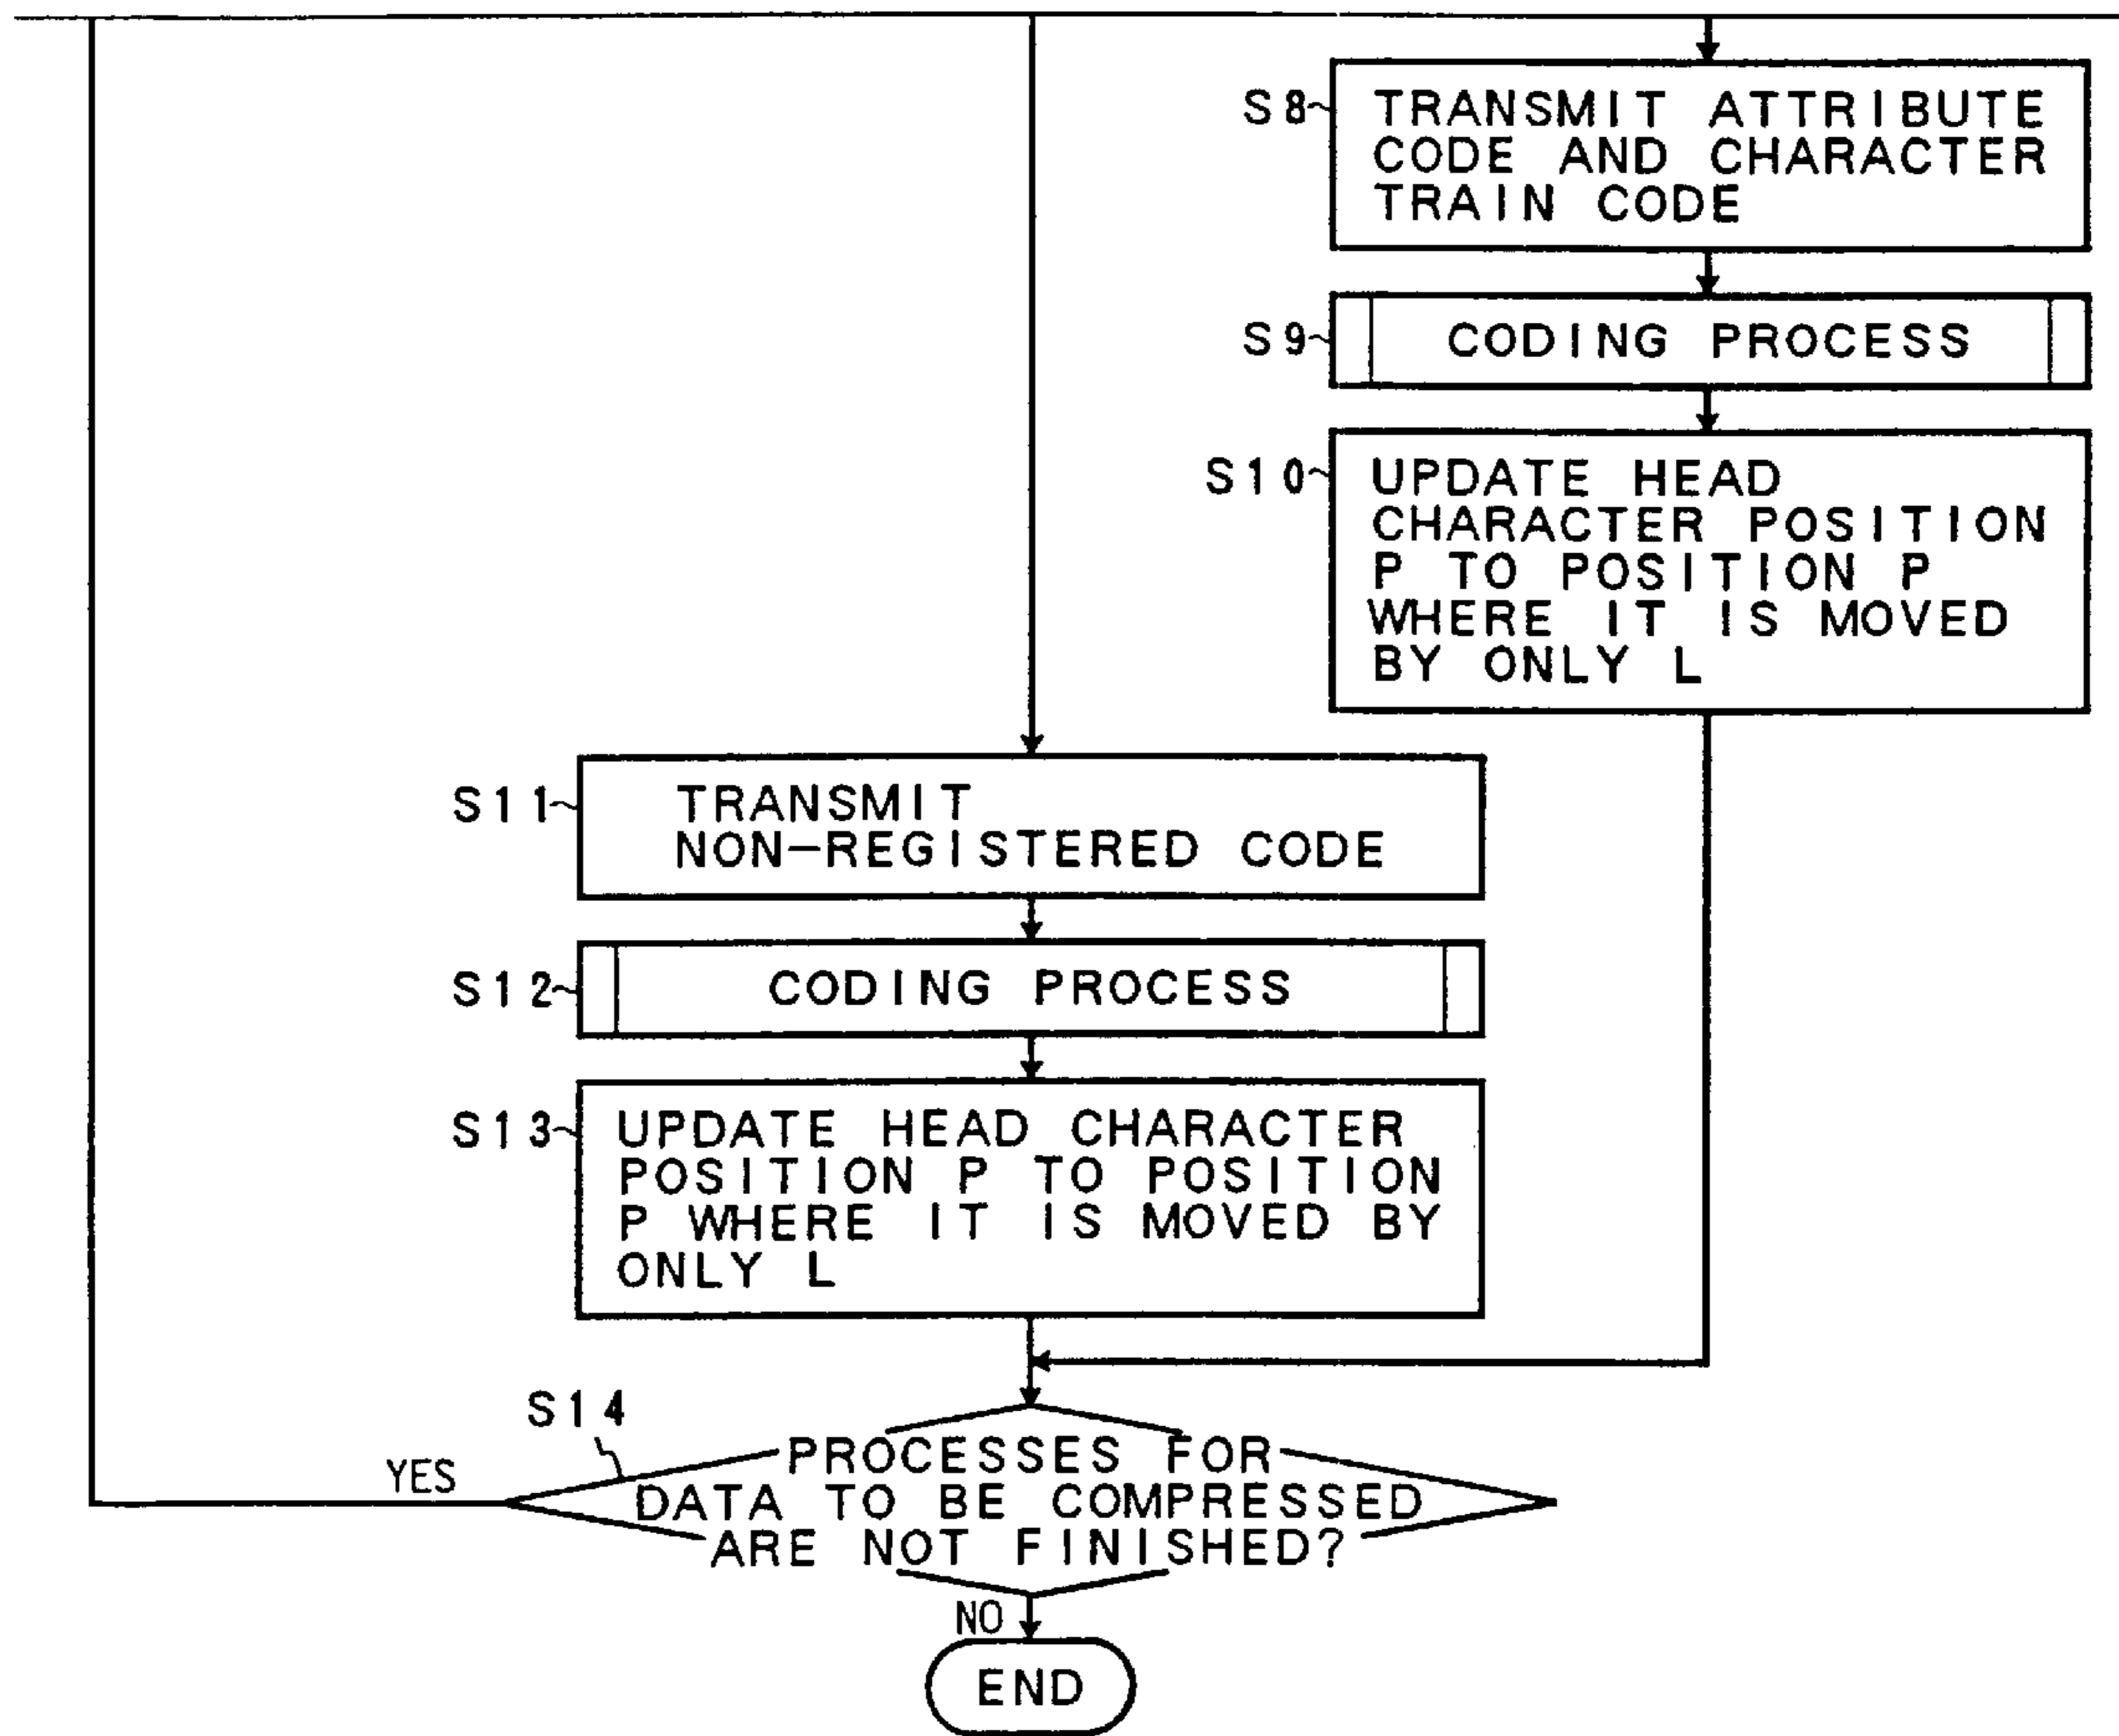 S8
TRANSMIT ATTRIBUTE
CODE AND CHARACTER
TRAIN CODE
S9
CODING PROCESS
S10
UPDATE HEAD
CHARACTER POSITION
P TO POSITION P
WHERE IT IS MOVED
BY ONLY L
S11
TRANSMIT
NON-REGISTERED CODE
S12
CODING PROCESS
S13
UPDATE HEAD CHARACTER
POSITION P TO POSITION
P WHERE IT IS MOVED BY
ONLY L
S14
PROCESSES FOR
DATA TO BE COMPRESSED
ARE NOT FINISHED?
YES
NO
END